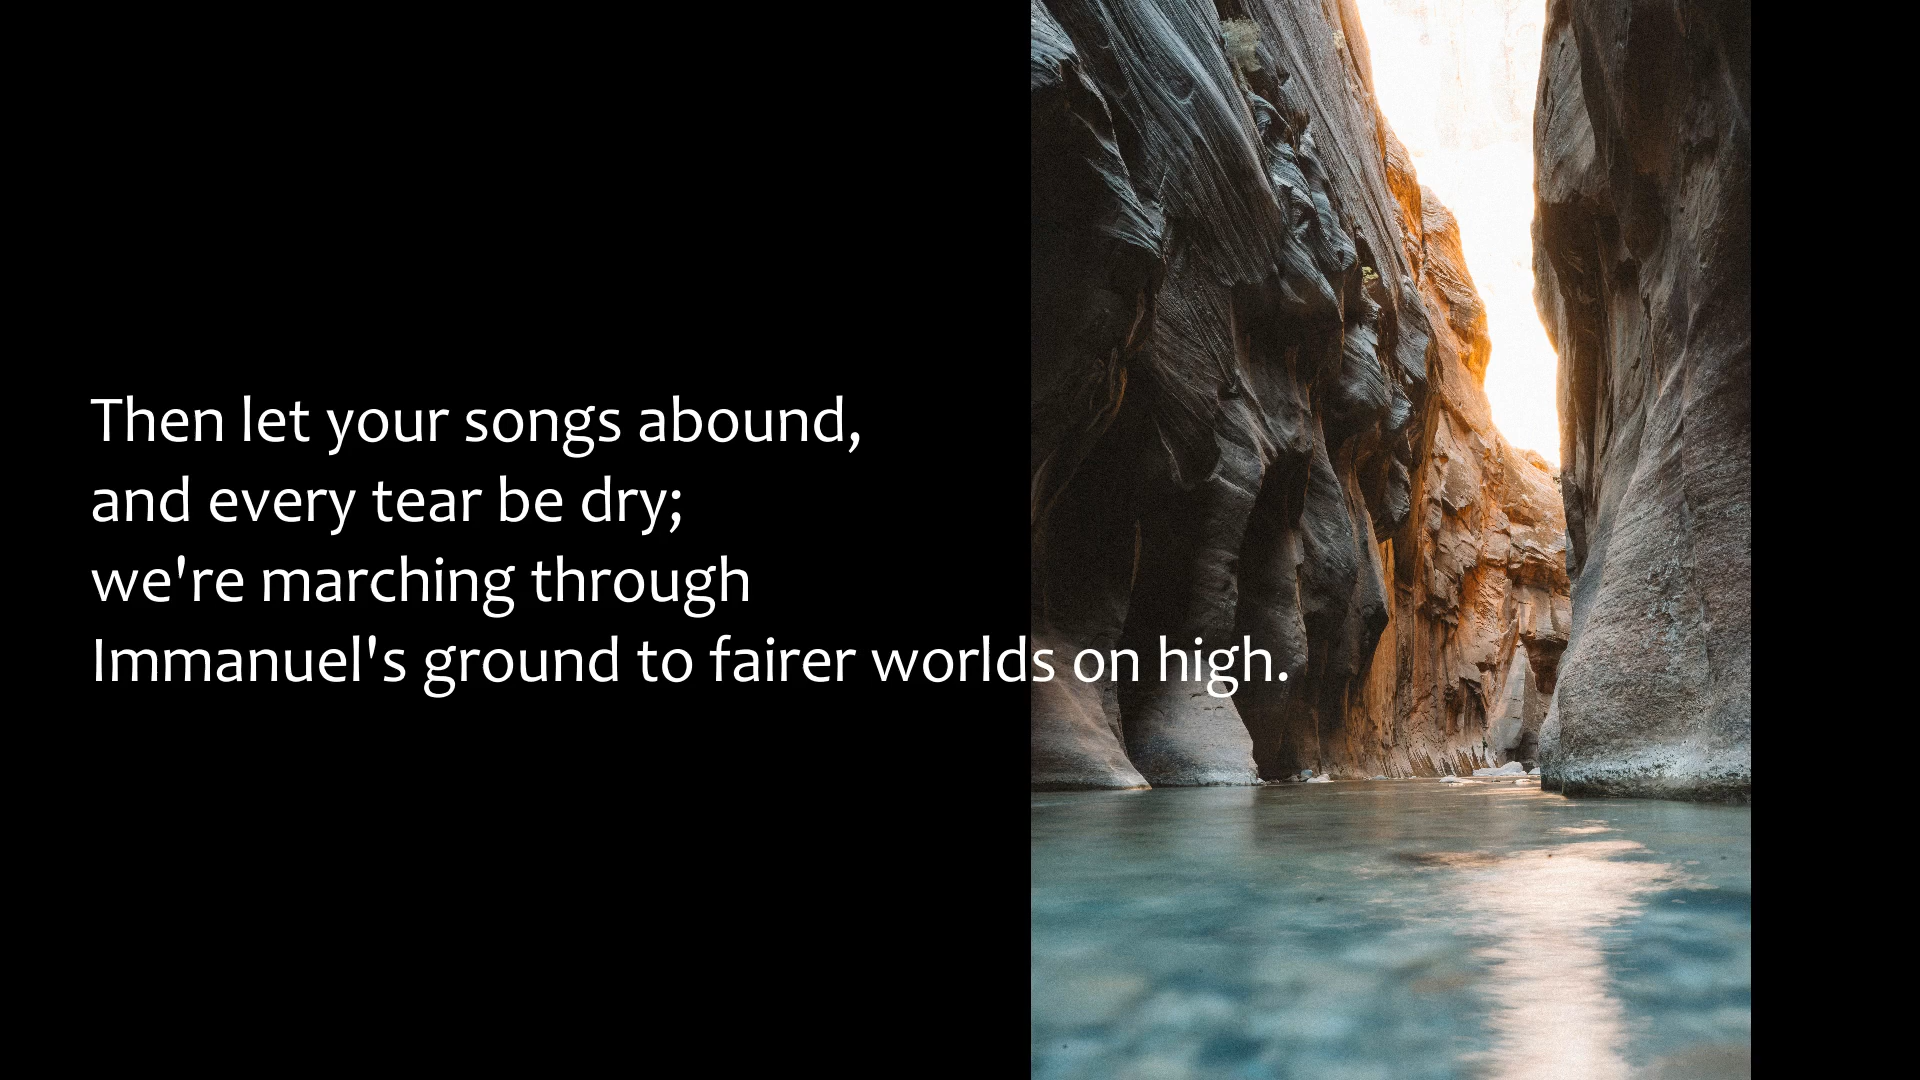 Then let your songs abound,
and every tear be dry;
we're marching through
Immanuel's ground to fairer worlds on high.